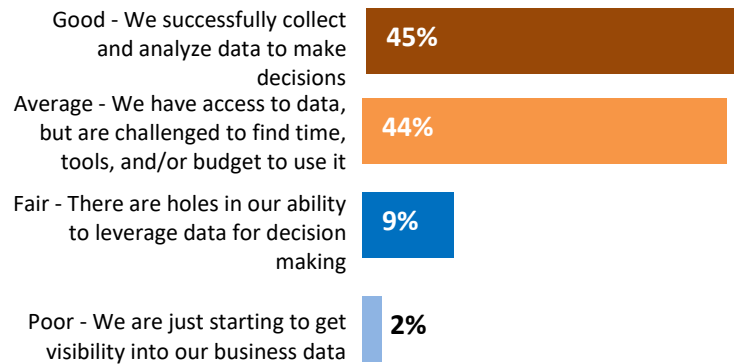 Good - We successfully collect
and analyze data to make
decisions
45%
Average - We have access to data,
but are challenged to find time,
tools, and/or budget to use it
44%
Fair - There are holes in our ability
to leverage data for decision
making
9%
Poor - We are just starting to get
visibility into our business data
2%